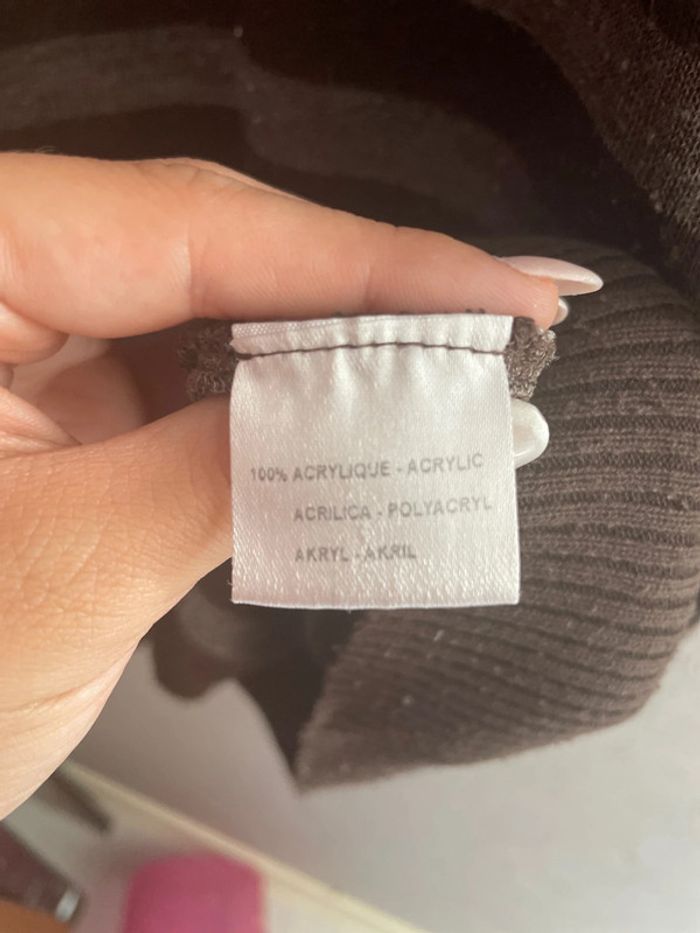 100% ACRYLIQUE - ACRYLIC
ACRILICA - POLYACRYL
AKRYL - AKRIL